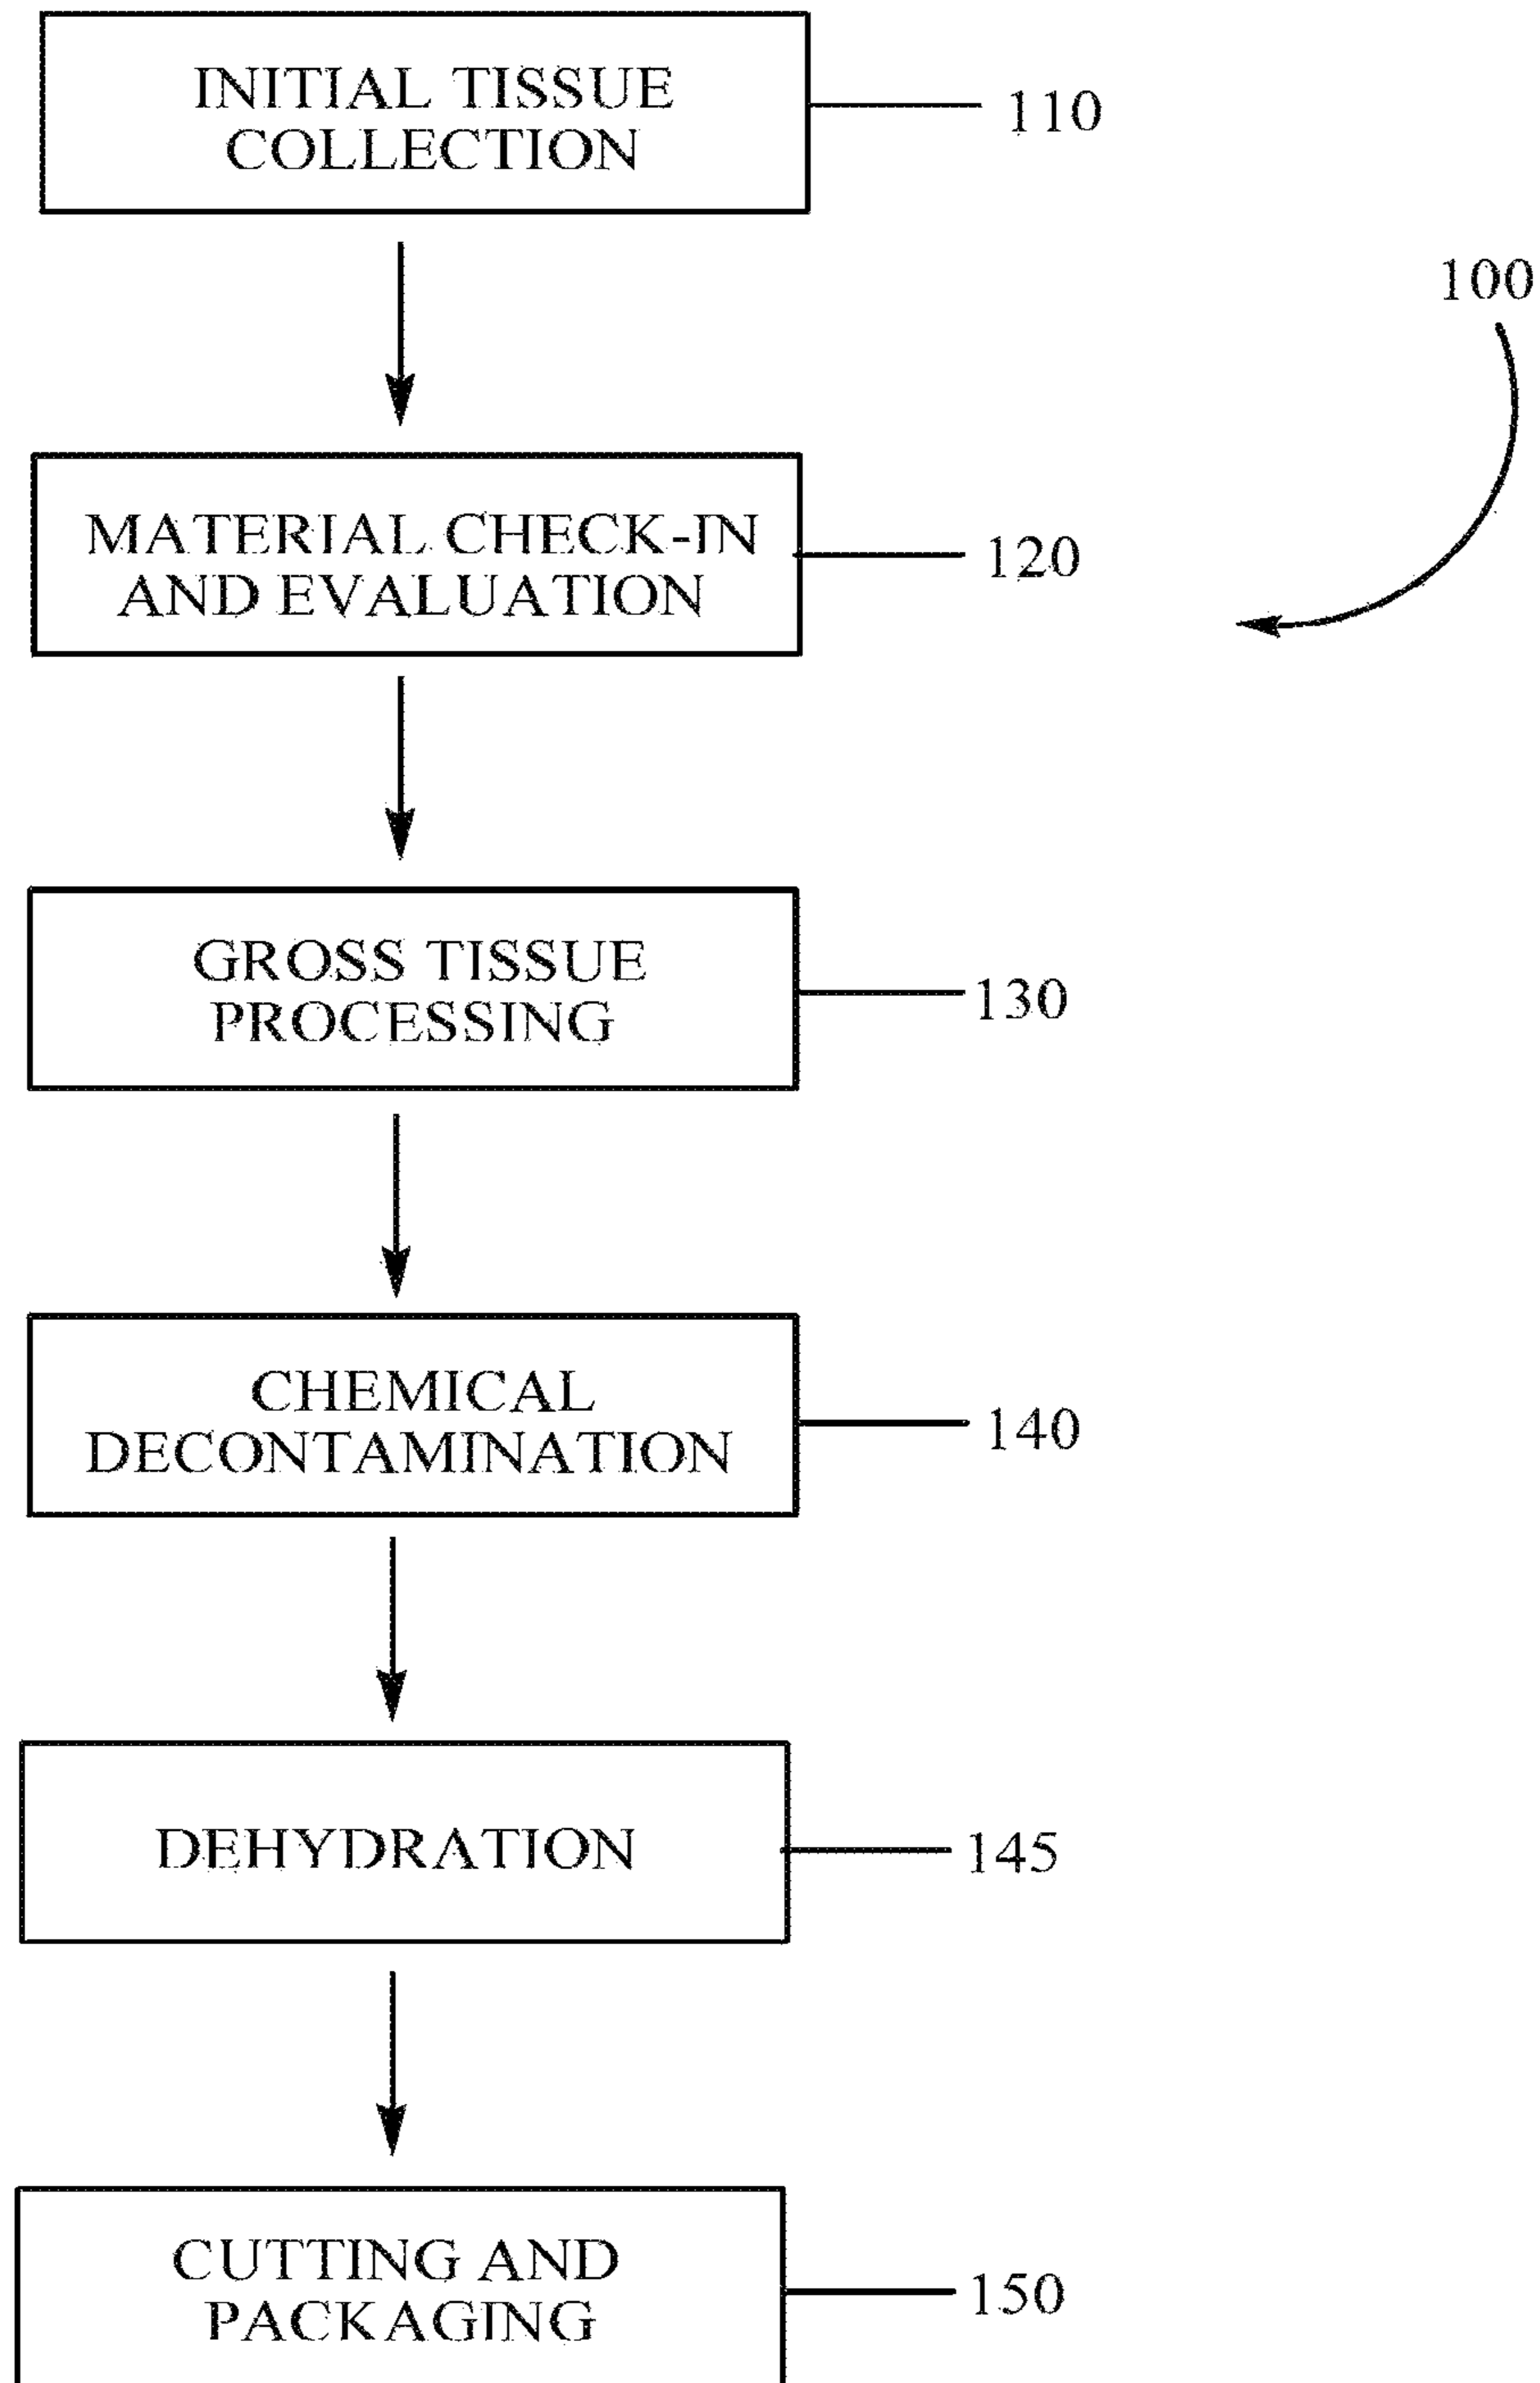 INITIAL TISSUE
COLLECTION
110
100
MATERIAL CHECK-IN
AND EVALUATION
120
GROSS TISSUE
PROCESSING
130
CHEMICAL
DECONTAMINATION
140
DEHYDRATION
145
CUTTING AND
PACKAGING
150